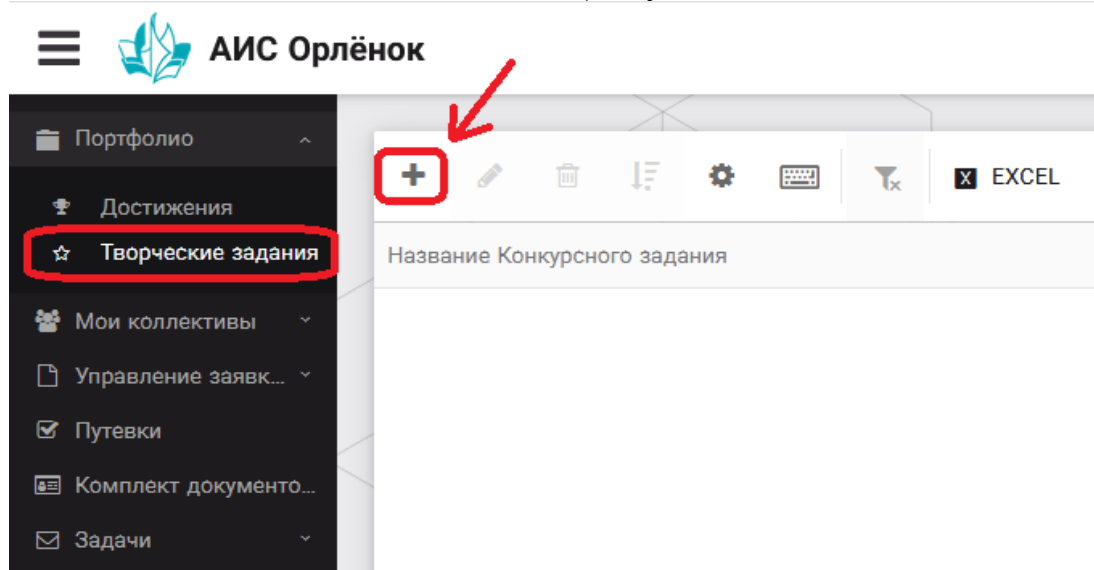 АИС Орлёнок
Портфолио
Достижения
Творческие задания
Мои коллективы
Управление заявк...
Путевки
Комплект документо...
Задачи
X EXCEL
Название Конкурсного задания